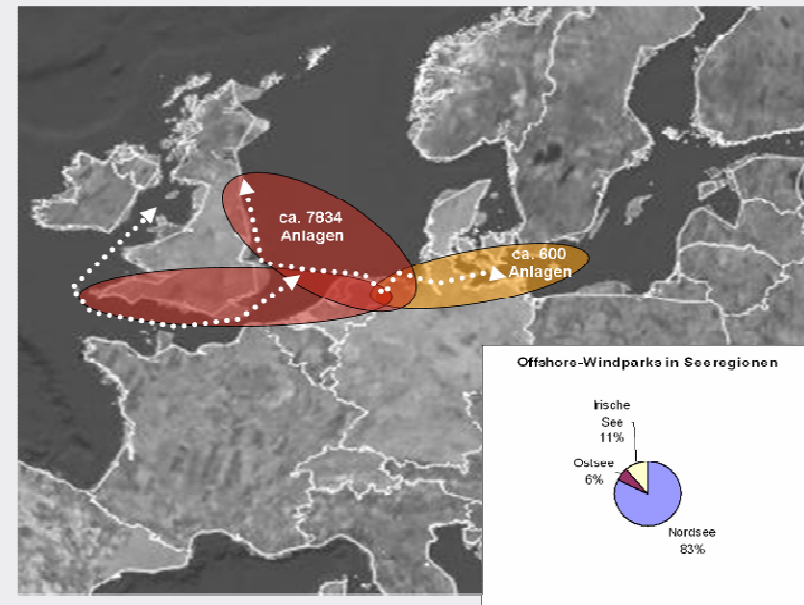 ca. 7834
Anlagen
ca. 600
Anlagen
Offshore-Windparks in Seeregionen
Irische
See
11%
Ostsee
6%
Nordsee
83%